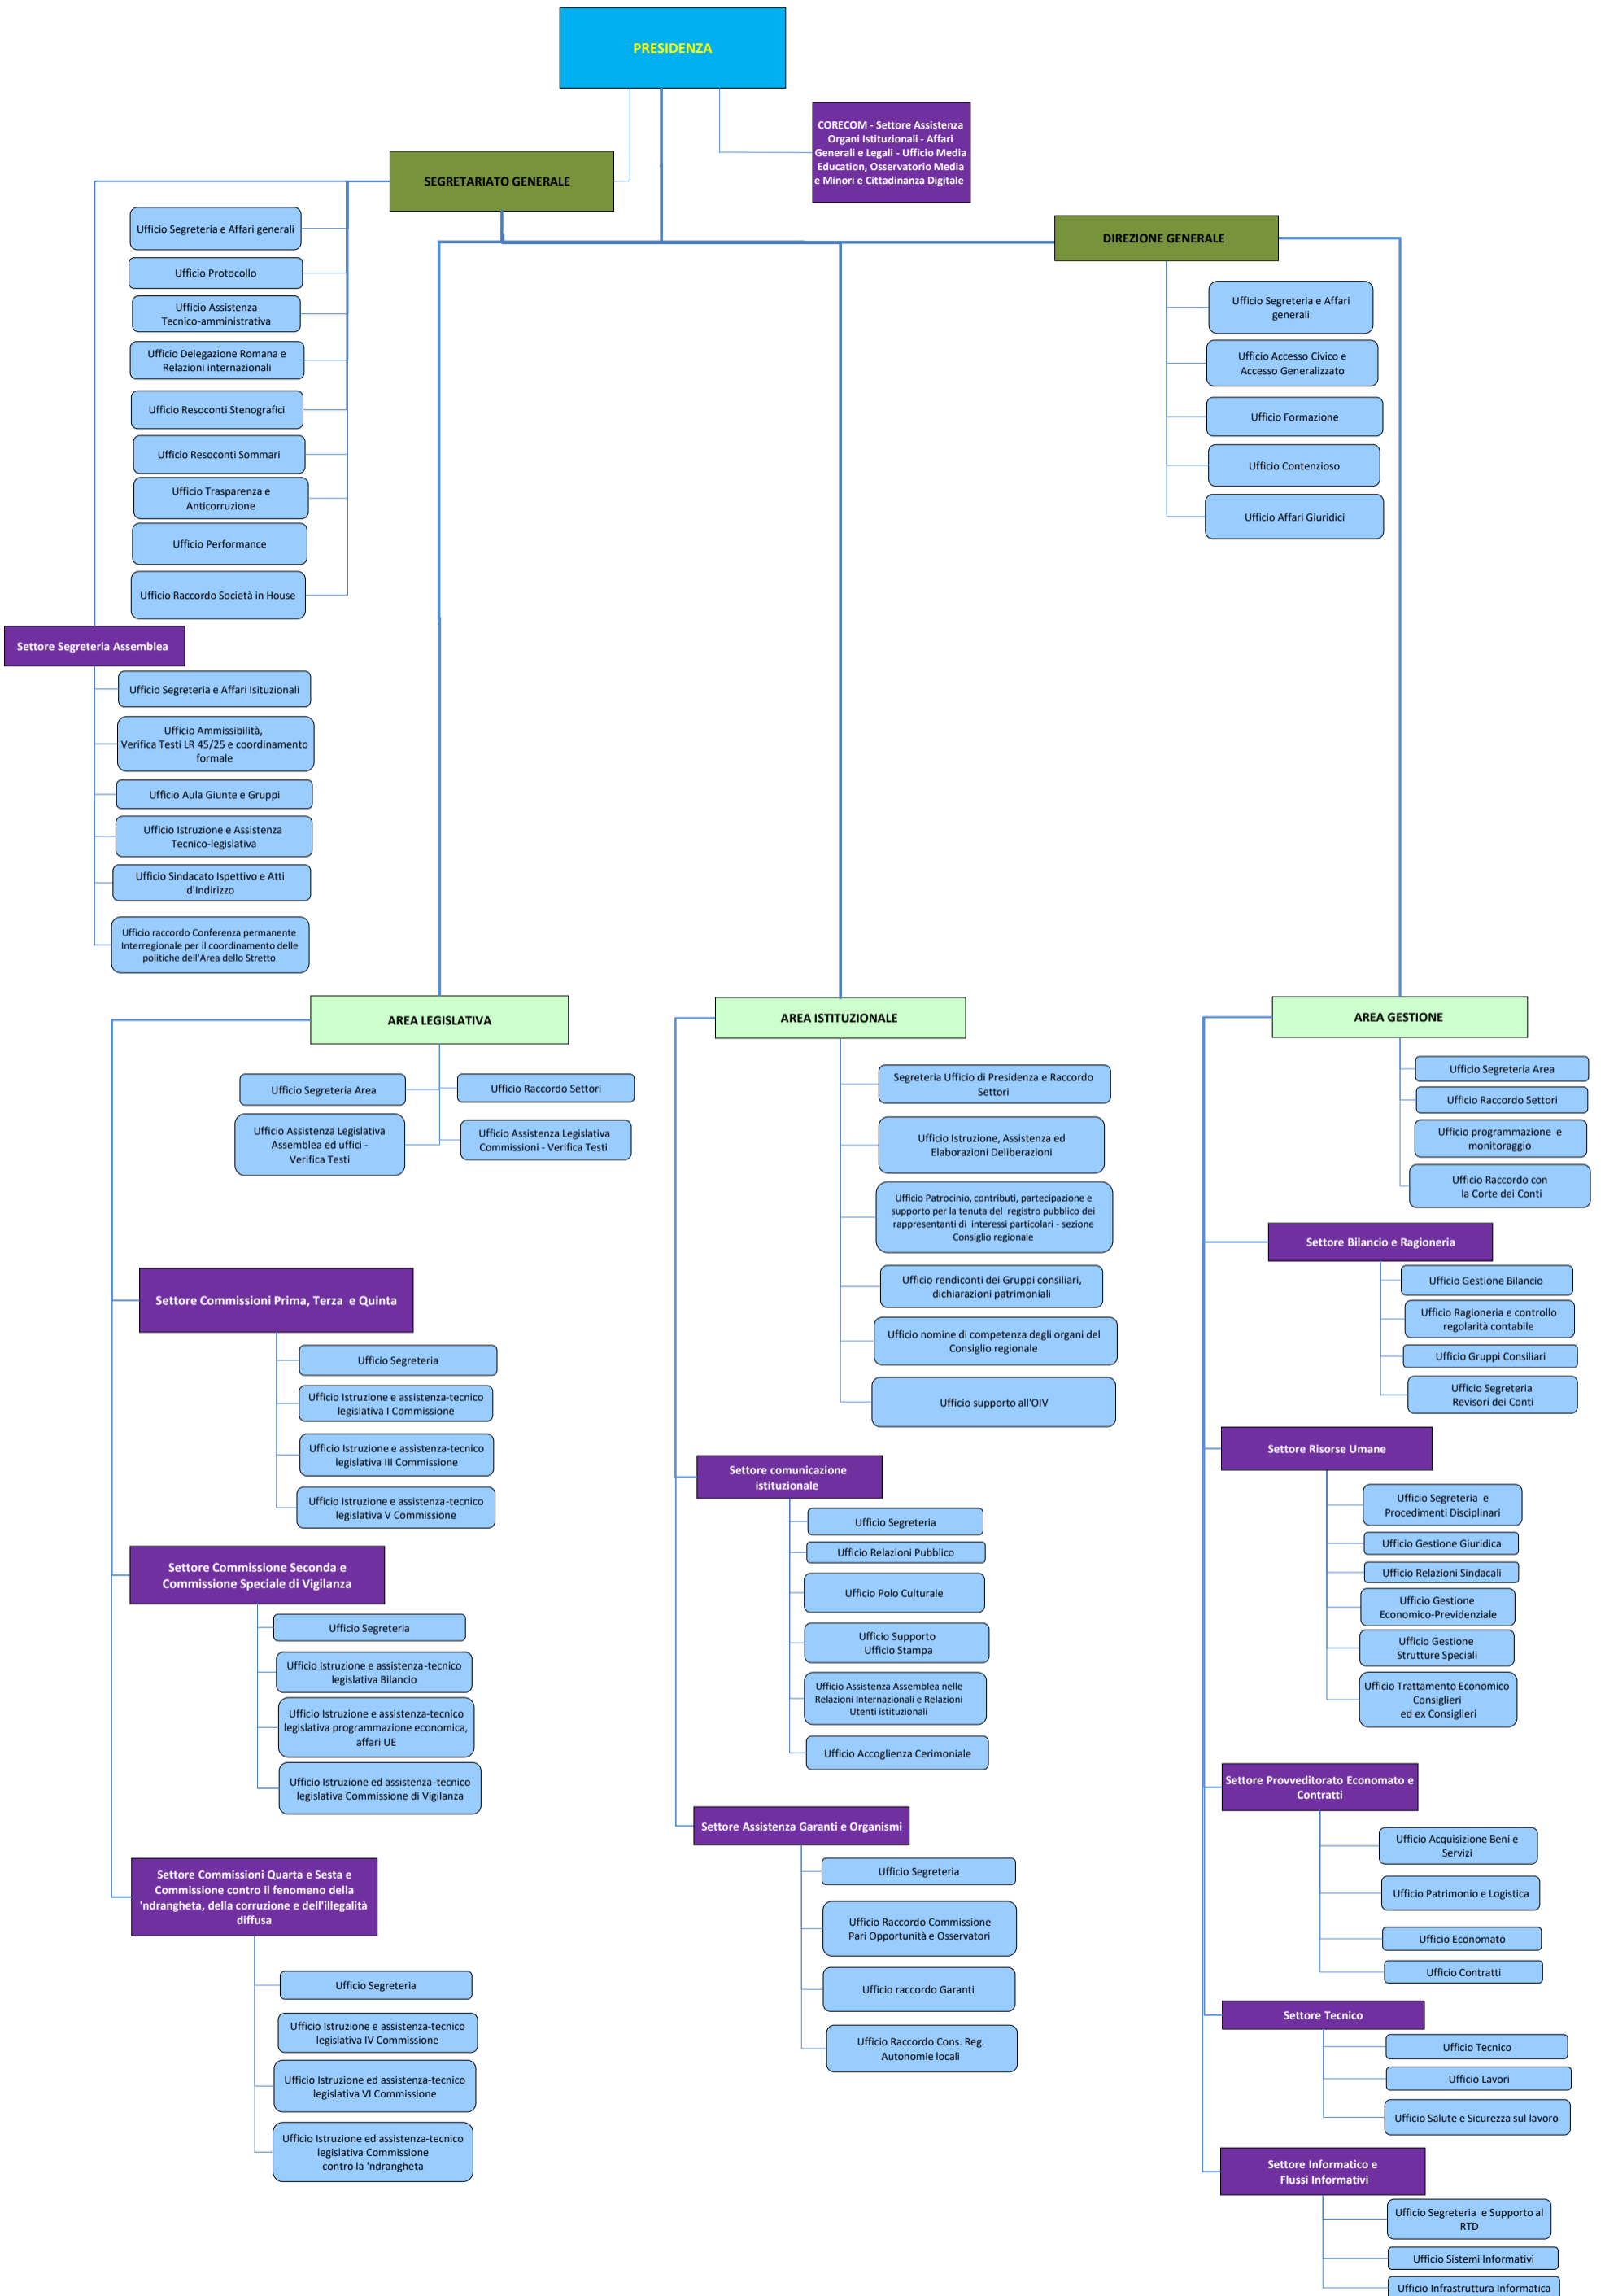 PRESIDENZA
CORECOM - Settore Assistenza
Organi Istituzionali - Affari
Generali e Legali - Ufficio Media
Education, Osservatorio Media
e Minori e Cittadinanza Digitale
SEGRETARIATO GENERALE
DIREZIONE GENERALE
Ufficio Segreteria e Affari generali
Ufficio Protocollo
Ufficio Assistenza
Tecnico-amministrativa
Ufficio Delegazione Romana e
Relazioni internazionali
Ufficio Resoconti Stenografici
Ufficio Resoconti Sommari
Ufficio Trasparenza e
Anticorruzione
Ufficio Performance
Ufficio Raccordo Società in House
Ufficio Segreteria e Affari
generali
Ufficio Accesso Civico e
Accesso Generalizzato
Ufficio Formazione
Ufficio Contenzioso
Ufficio Affari Giuridici
Settore Segreteria Assemblea
Ufficio Segreteria e Affari Isituzionali
Ufficio Ammissibilità,
Verifica Testi LR 45/25 e coordinamento
formale
Ufficio Aula Giunte e Gruppi
Ufficio Istruzione e Assistenza
Tecnico-legislativa
Ufficio Sindacato Ispettivo e Atti
d'Indirizzo
Ufficio raccordo Conferenza permanente
Interregionale per il coordinamento delle
politiche dell'Area dello Stretto
AREA LEGISLATIVA
Ufficio Segreteria Area
Ufficio Raccordo Settori
Ufficio Assistenza Legislativa
Assemblea ed uffici -
Verifica Testi
Ufficio Assistenza Legislativa
Commissioni - Verifica Testi
Settore Commissioni Prima, Terza e Quinta
Ufficio Segreteria
Ufficio Istruzione e assistenza-tecnico
legislativa I Commissione
Ufficio Istruzione e assistenza-tecnico
legislativa III Commissione
Ufficio Istruzione e assistenza-tecnico
legislativa V Commissione
Settore Commissione Seconda e
Commissione Speciale di Vigilanza
Ufficio Segreteria
Ufficio Istruzione e assistenza-tecnico
legislativa Bilancio
Ufficio Istruzione e assistenza-tecnico
legislativa programmazione economica,
affari UE
Ufficio Istruzione ed assistenza-tecnico
legislativa Commissione di Vigilanza
Settore Commissioni Quarta e Sesta e
Commissione contro il fenomeno della
'ndrangheta, della corruzione e dell'illegalità
diffusa
Ufficio Segreteria
Ufficio Istruzione e assistenza-tecnico
legislativa IV Commissione
Ufficio Istruzione ed assistenza-tecnico
legislativa VI Commissione
Ufficio Istruzione ed assistenza-tecnico
legislativa Commissione
contro la 'ndrangheta
AREA ISTITUZIONALE
Segreteria Ufficio di Presidenza e Raccordo
Settori
Ufficio Istruzione, Assistenza ed
Elaborazioni Deliberazioni
Ufficio Patrocinio, contributi, partecipazione e
supporto per la tenuta del registro pubblico dei
rappresentanti di interessi particolari - sezione
Consiglio regionale
Ufficio rendiconti dei Gruppi consiliari,
dichiarazioni patrimoniali
Ufficio nomine di competenza degli organi del
Consiglio regionale
Ufficio supporto all'OIV
Settore comunicazione
istituzionale
Ufficio Segreteria
Ufficio Relazioni Pubblico
Ufficio Polo Culturale
Ufficio Supporto
Ufficio Stampa
Ufficio Assistenza Assemblea nelle
Relazioni Internazionali e Relazioni
Utenti istituzionali
Ufficio Accoglienza Cerimoniale
Settore Assistenza Garanti e Organismi
Ufficio Segreteria
Ufficio Raccordo Commissione
Pari Opportunità e Osservatori
Ufficio raccordo Garanti
Ufficio Raccordo Cons. Reg.
Autonomie locali
AREA GESTIONE
Ufficio Segreteria Area
Ufficio Raccordo Settori
Ufficio programmazione e
monitoraggio
Ufficio Raccordo con
la Corte dei Conti
Settore Bilancio e Ragioneria
Ufficio Gestione Bilancio
Ufficio Ragioneria e controllo
regolarità contabile
Ufficio Gruppi Consiliari
Ufficio Segreteria
Revisori dei Conti
Settore Risorse Umane
Ufficio Segreteria e
Procedimenti Disciplinari
Ufficio Gestione Giuridica
Ufficio Relazioni Sindacali
Ufficio Gestione
Economico-Previdenziale
Ufficio Gestione
Strutture Speciali
Ufficio Trattamento Economico
Consiglieri
ed ex Consiglieri
Settore Provveditorato Economato e
Contratti
Ufficio Acquisizione Beni e
Servizi
Ufficio Patrimonio e Logistica
Ufficio Economato
Ufficio Contratti
Settore Tecnico
Ufficio Tecnico
Ufficio Lavori
Ufficio Salute e Sicurezza sul lavoro
Settore Informatico e
Flussi Informativi
Ufficio Segreteria e Supporto al
RTD
Ufficio Sistemi Informativi
Ufficio Infrastruttura Informatica